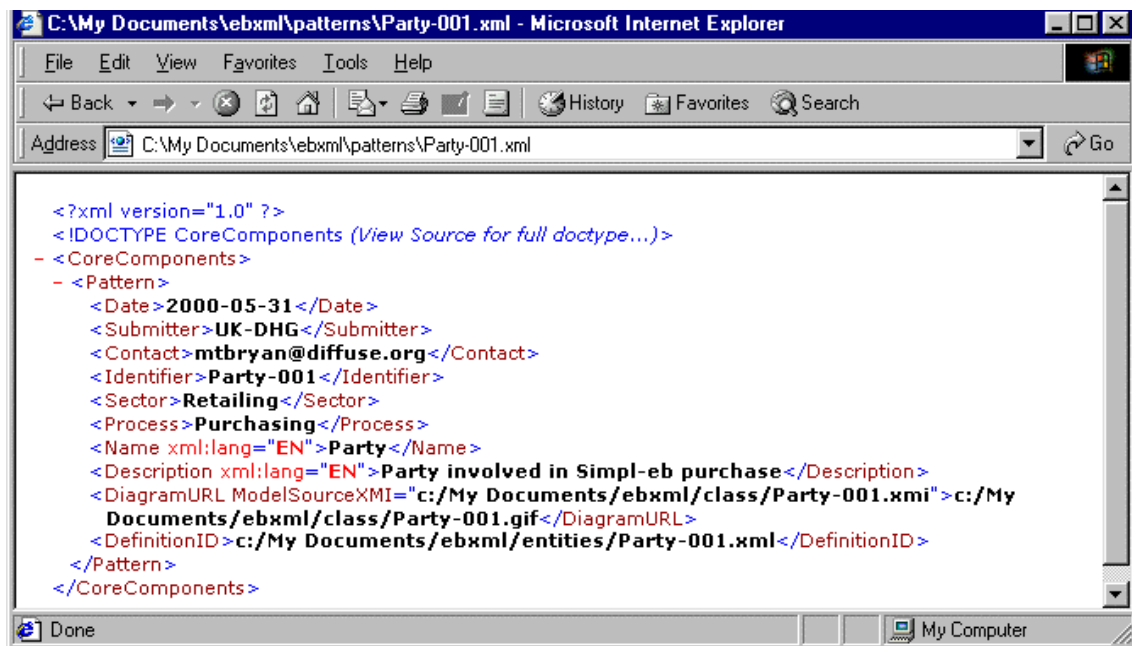 C:\My Documents\ebxml\patterns\Party-001.xml - Microsoft Internet Explorer
File Edit View Favorites Tools Help
Back History Favorites Search
Address C:\My Documents\ebxml\patterns\Party-001.xml Go
<?xml version="1.0" ?>
<!DOCTYPE CoreComponents (View Source for full doctype...)>
- <CoreComponents>
- <Pattern>
<Date>2000-05-31</Date>
<Submitter>UK-DHG</Submitter>
<Contact>mtbryan@diffuse.org</Contact>
<Identifier>Party-001</Identifier>
<Sector>Retailing</Sector>
<Process>Purchasing</Process>
<Name xml:lang="EN">Party</Name>
<Description xml:lang="EN">Party involved in Simpl-eb purchase</Description>
<DiagramURL ModelSourceXMI="c:/My Documents/ebxml/class/Party-001.xmi">c:/My
Documents/ebxml/class/Party-001.gif</DiagramURL>
<DefinitionID>c:/My Documents/ebxml/entities/Party-001.xml</DefinitionID>
</Pattern>
</CoreComponents>
Done My Computer